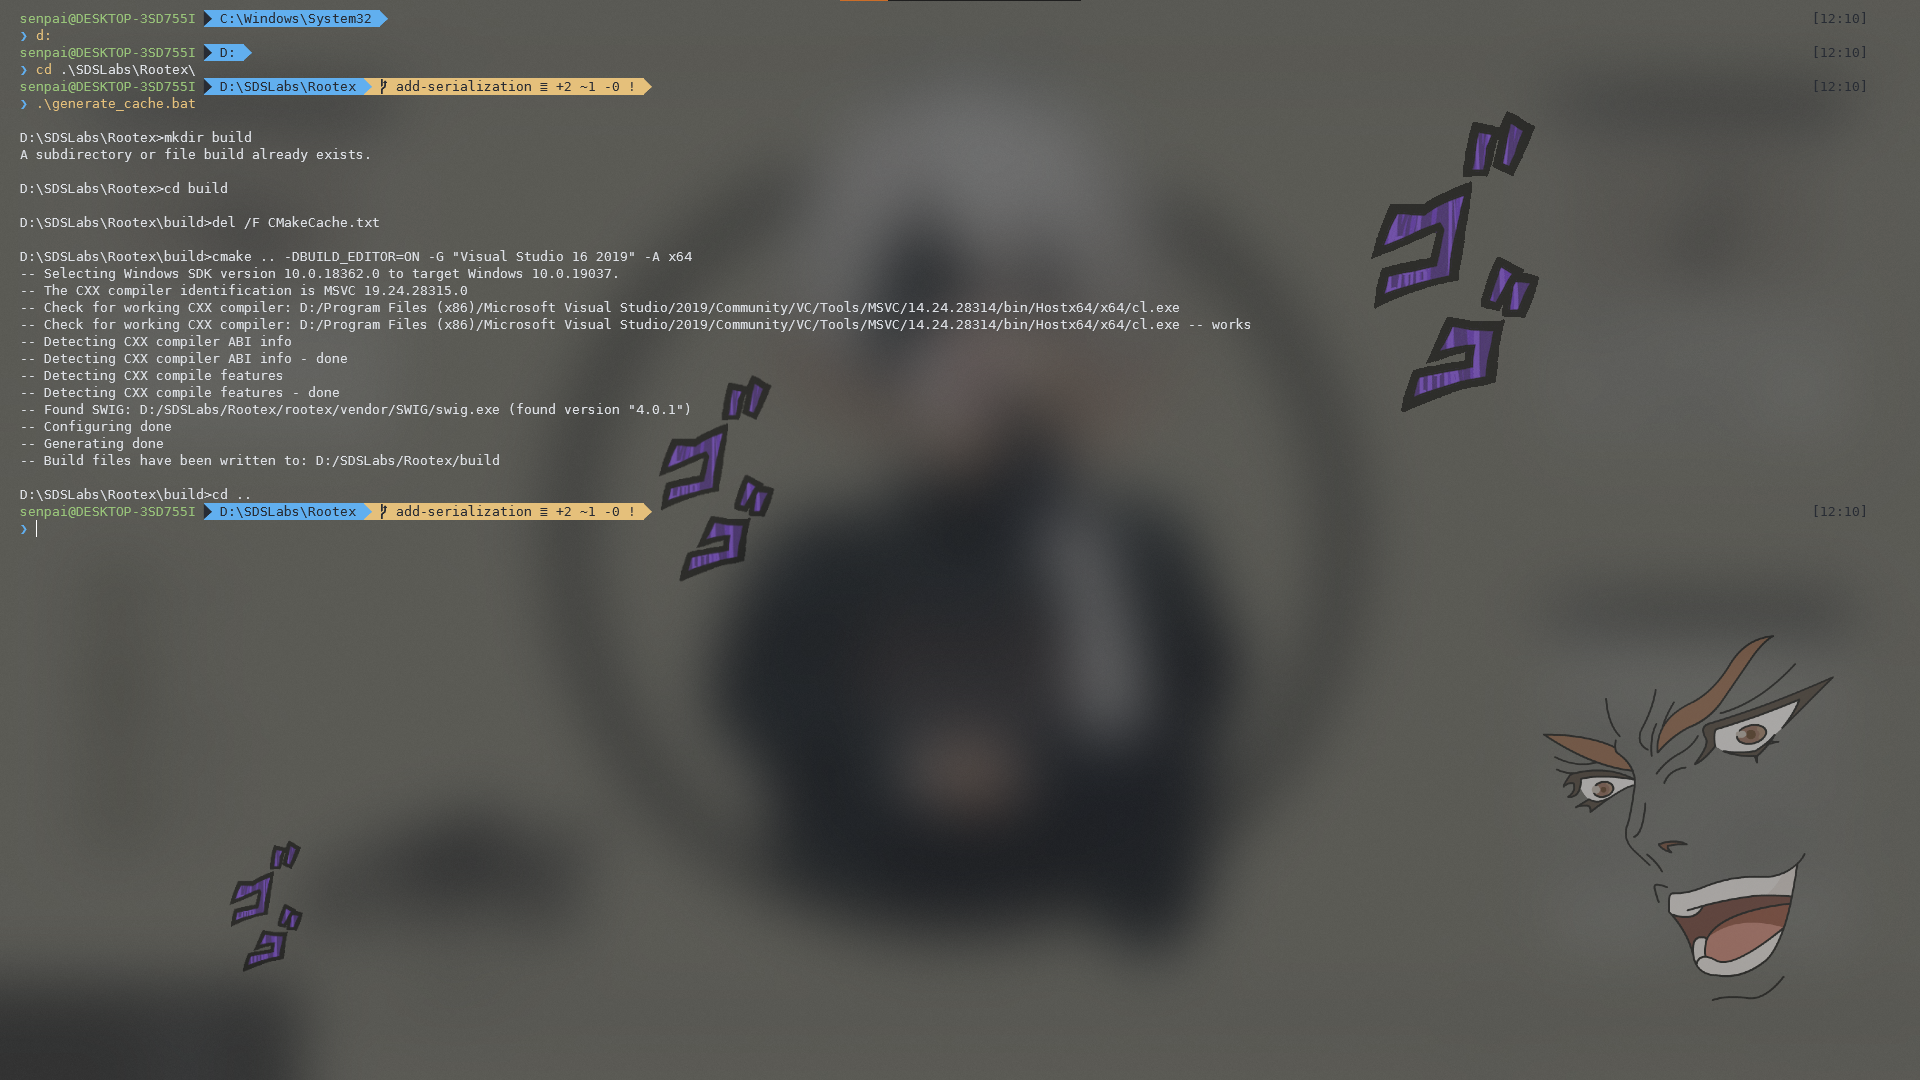 senpai@DESKTOP-3SD755I C:\Windows\System32 [12:10]
❯ d:
senpai@DESKTOP-3SD755I D: [12:10]
❯ cd .\SDSLabs\Rootex\
senpai@DESKTOP-3SD755I D:\SDSLabs\Rootex add-serialization ≡ +2 ~1 -0 ! [12:10]
❯ .\generate_cache.bat
D:\SDSLabs\Rootex>mkdir build
A subdirectory or file build already exists.
D:\SDSLabs\Rootex>cd build
D:\SDSLabs\Rootex\build>del /F CMakeCache.txt
D:\SDSLabs\Rootex\build>cmake .. -DBUILD_EDITOR=ON -G "Visual Studio 16 2019" -A x64
-- Selecting Windows SDK version 10.0.18362.0 to target Windows 10.0.19037.
-- The CXX compiler identification is MSVC 19.24.28315.0
-- Check for working CXX compiler: D:/Program Files (x86)/Microsoft Visual Studio/2019/Community/VC/Tools/MSVC/14.24.28314/bin/Hostx64/x64/cl.exe
-- Check for working CXX compiler: D:/Program Files (x86)/Microsoft Visual Studio/2019/Community/VC/Tools/MSVC/14.24.28314/bin/Hostx64/x64/cl.exe -- works
-- Detecting CXX compiler ABI info
-- Detecting CXX compiler ABI info - done
-- Detecting CXX compile features
-- Detecting CXX compile features - done
-- Found SWIG: D:/SDSLabs/Rootex/rootex/vendor/SWIG/swig.exe (found version "4.0.1")
-- Configuring done
-- Generating done
-- Build files have been written to: D:/SDSLabs/Rootex/build
D:\SDSLabs\Rootex\build>cd ..
senpai@DESKTOP-3SD755I D:\SDSLabs\Rootex add-serialization ≡ +2 ~1 -0 ! [12:10]
❯
ゴゴ
ゴゴ
ゴゴ